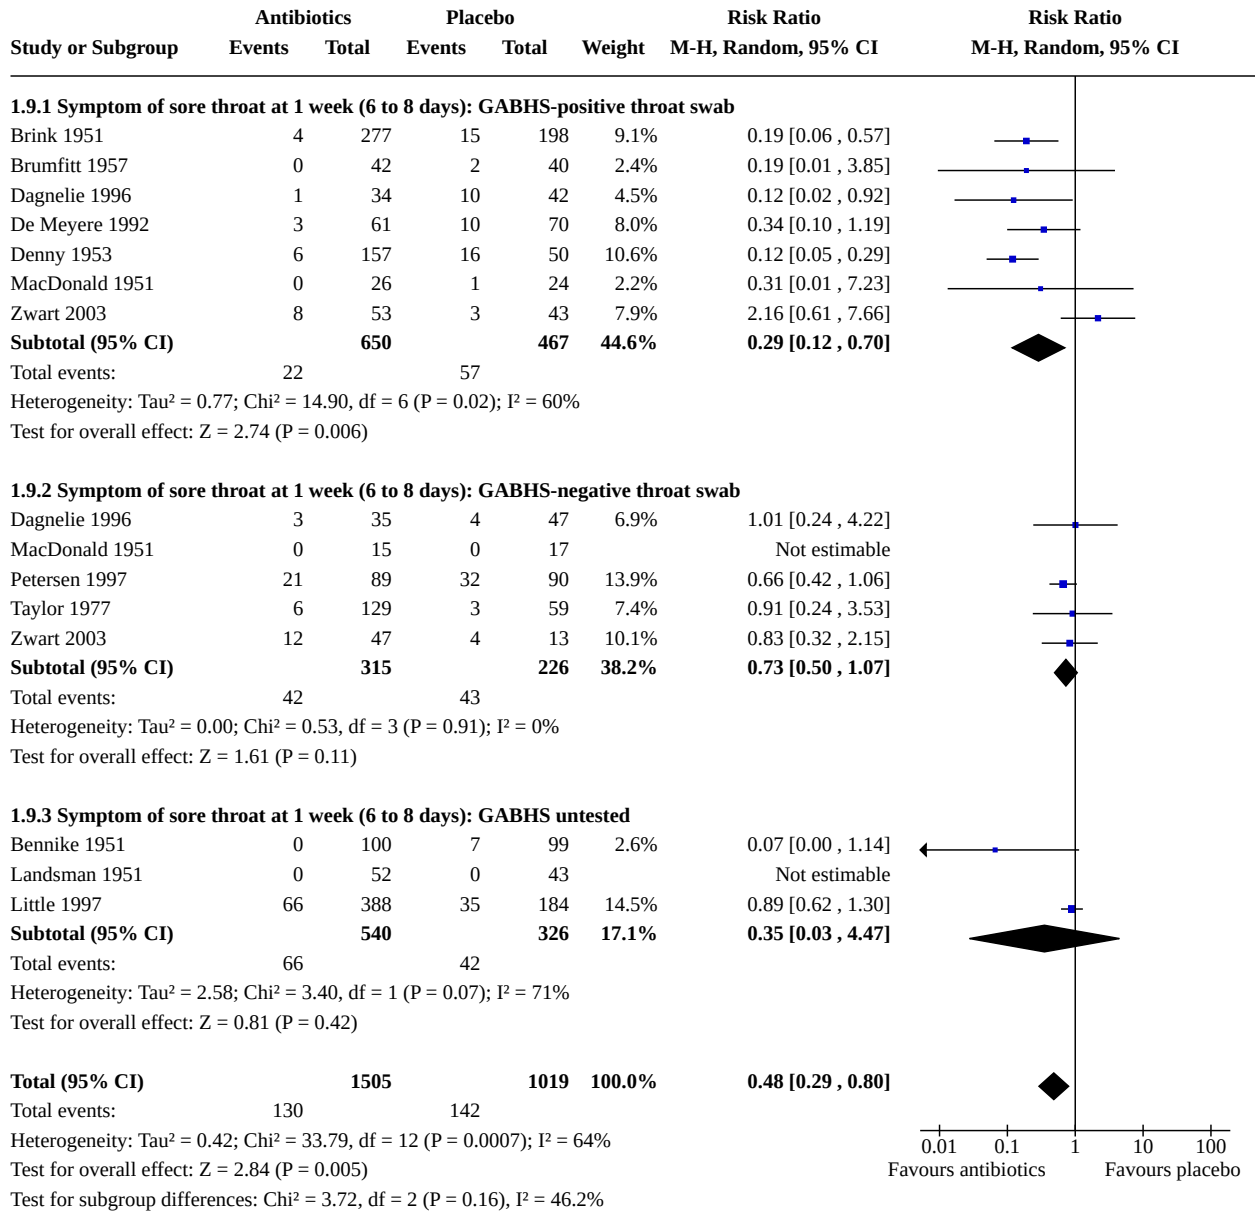 Antibiotics Placebo Risk Ratio Risk Ratio
Study or Subgroup Events Total Events Total Weight M-H, Random, 95% CI M-H, Random, 95% CI
1.9.1 Symptom of sore throat at 1 week (6 to 8 days): GABHS-positive throat swab
Brink 1951 4 277 15 198 9.1% 0.19 [0.06 , 0.57]
Brumfitt 1957 0 42 2 40 2.4% 0.19 [0.01 , 3.85]
Dagnelie 1996 1 34 10 42 4.5% 0.12 [0.02 , 0.92]
De Meyere 1992 3 61 10 70 8.0% 0.34 [0.10 , 1.19]
Denny 1953 6 157 16 50 10.6% 0.12 [0.05 , 0.29]
MacDonald 1951 0 26 1 24 2.2% 0.31 [0.01 , 7.23]
Zwart 2003 8 53 3 43 7.9% 2.16 [0.61 , 7.66]
Subtotal (95% CI) 650 467 44.6% 0.29 [0.12 , 0.70]
Total events: 22 57
Heterogeneity: Tau² = 0.77; Chi² = 14.90, df = 6 (P = 0.02); I² = 60%
Test for overall effect: Z = 2.74 (P = 0.006)
1.9.2 Symptom of sore throat at 1 week (6 to 8 days): GABHS-negative throat swab
Dagnelie 1996 3 35 4 47 6.9% 1.01 [0.24 , 4.22]
MacDonald 1951 0 15 0 17 Not estimable
Petersen 1997 21 89 32 90 13.9% 0.66 [0.42 , 1.06]
Taylor 1977 6 129 3 59 7.4% 0.91 [0.24 , 3.53]
Zwart 2003 12 47 4 13 10.1% 0.83 [0.32 , 2.15]
Subtotal (95% CI) 315 226 38.2% 0.73 [0.50 , 1.07]
Total events: 42 43
Heterogeneity: Tau² = 0.00; Chi² = 0.53, df = 3 (P = 0.91); I² = 0%
Test for overall effect: Z = 1.61 (P = 0.11)
1.9.3 Symptom of sore throat at 1 week (6 to 8 days): GABHS untested
Bennike 1951 0 100 7 99 2.6% 0.07 [0.00 , 1.14]
Landsman 1951 0 52 0 43 Not estimable
Little 1997 66 388 35 184 14.5% 0.89 [0.62 , 1.30]
Subtotal (95% CI) 540 326 17.1% 0.35 [0.03 , 4.47]
Total events: 66 42
Heterogeneity: Tau² = 2.58; Chi² = 3.40, df = 1 (P = 0.07); I² = 71%
Test for overall effect: Z = 0.81 (P = 0.42)
Total (95% CI) 1505 1019 100.0% 0.48 [0.29 , 0.80]
Total events: 130 142
Heterogeneity: Tau² = 0.42; Chi² = 33.79, df = 12 (P = 0.0007); I² = 64%
Test for overall effect: Z = 2.84 (P = 0.005)
Test for subgroup differences: Chi² = 3.72, df = 2 (P = 0.16), I² = 46.2%
0.01 0.1 1 10 100
Favours antibiotics Favours placebo